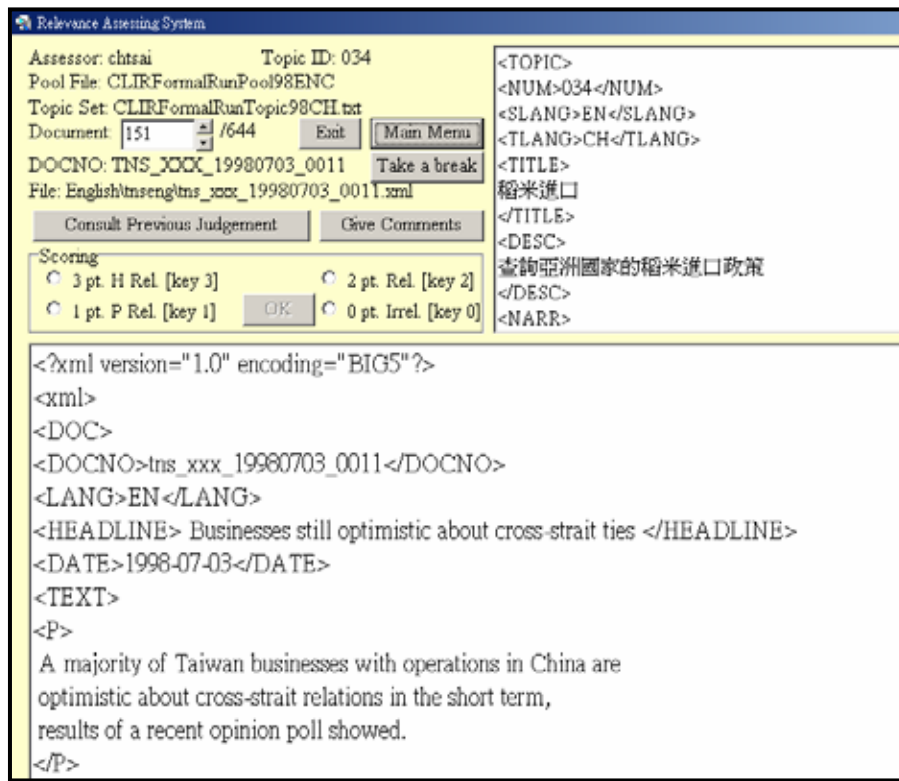 Relevance Assessing System
Assessor: chtsai Topic ID: 034
Pool File: CLIRFormalRunPool98ENC
Topic Set: CLIRFormalRunTopic98CH.txt
Document 151 /644 Exit Main Menu
DOCNO: TNS_XXX_19980703_0011 Take a break
File: English\tnseng\tns_xxx_19980703_0011.xml
Consult Previous Judgement Give Comments
Scoring
3 pt. H Rel. [key 3] 2 pt. Rel. [key 2]
1 pt. P Rel. [key 1] OK 0 pt. Irrel. [key 0]
<TOPIC>
<NUM>034</NUM>
<SLANG>EN</SLANG>
<TLANG>CH</TLANG>
<TITLE>
稻米進口
</TITLE>
<DESC>
查詢亞洲國家的稻米進口政策
</DESC>
<NARR>
<?xml version="1.0" encoding="BIG5"?>
<xml>
<DOC>
<DOCNO>tns_xxx_19980703_0011</DOCNO>
<LANG>EN</LANG>
<HEADLINE> Businesses still optimistic about cross-strait ties </HEADLINE>
<DATE>1998-07-03</DATE>
<TEXT>
<P>
A majority of Taiwan businesses with operations in China are
optimistic about cross-strait relations in the short term,
results of a recent opinion poll showed.
</P>